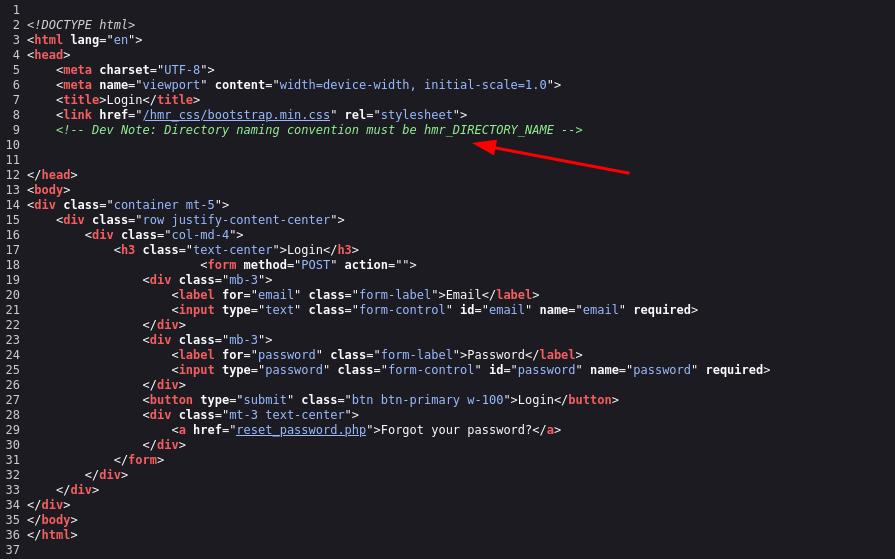 1
2 <!DOCTYPE html>
3 <html lang="en">
4 <head>
5     <meta charset="UTF-8">
6     <meta name="viewport" content="width=device-width, initial-scale=1.0">
7     <title>Login</title>
8     <link href="/hmr_css/bootstrap.min.css" rel="stylesheet">
9     <!-- Dev Note: Directory naming convention must be hmr_DIRECTORY_NAME -->
10
11
12 </head>
13 <body>
14 <div class="container mt-5">
15     <div class="row justify-content-center">
16         <div class="col-md-4">
17             <h3 class="text-center">Login</h3>
18                         <form method="POST" action="">
19                 <div class="mb-3">
20                     <label for="email" class="form-label">Email</label>
21                     <input type="text" class="form-control" id="email" name="email" required>
22                 </div>
23                 <div class="mb-3">
24                     <label for="password" class="form-label">Password</label>
25                     <input type="password" class="form-control" id="password" name="password" required>
26                 </div>
27                 <button type="submit" class="btn btn-primary w-100">Login</button>
28                 <div class="mt-3 text-center">
29                     <a href="reset_password.php">Forgot your password?</a>
30                 </div>
31             </form>
32         </div>
33     </div>
34 </div>
35 </body>
36 </html>
37